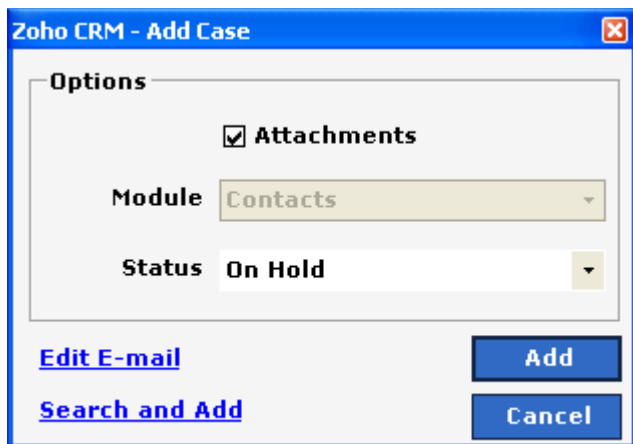 Zoho CRM - Add Case
Options
Attachments
Module Contacts
Status On Hold
Edit E-mail
Add
Search and Add
Cancel